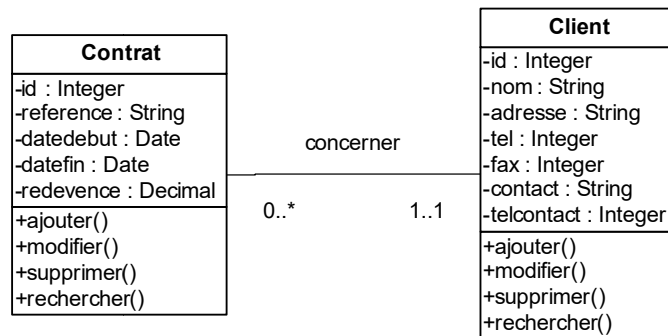 Contrat
-id : Integer
-reference : String
-datedebut : Date
-datefin : Date
-redevence : Decimal
+ajouter()
+modifier()
+supprimer()
+rechercher()
concerner
0..*
1..1
Client
-id : Integer
-nom : String
-adresse : String
-tel : Integer
-fax : Integer
-contact : String
-telcontact : Integer
+ajouter()
+modifier()
+supprimer()
+rechercher()